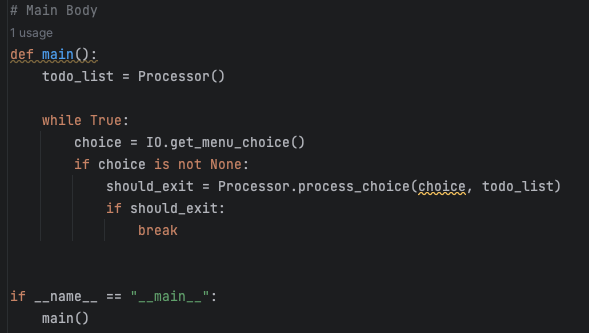 # Main Body
1 usage
def main():
    todo_list = Processor()
    while True:
        choice = IO.get_menu_choice()
        if choice is not None:
            should_exit = Processor.process_choice(choice, todo_list)
            if should_exit:
                break
if __name__ == "__main__":
    main()